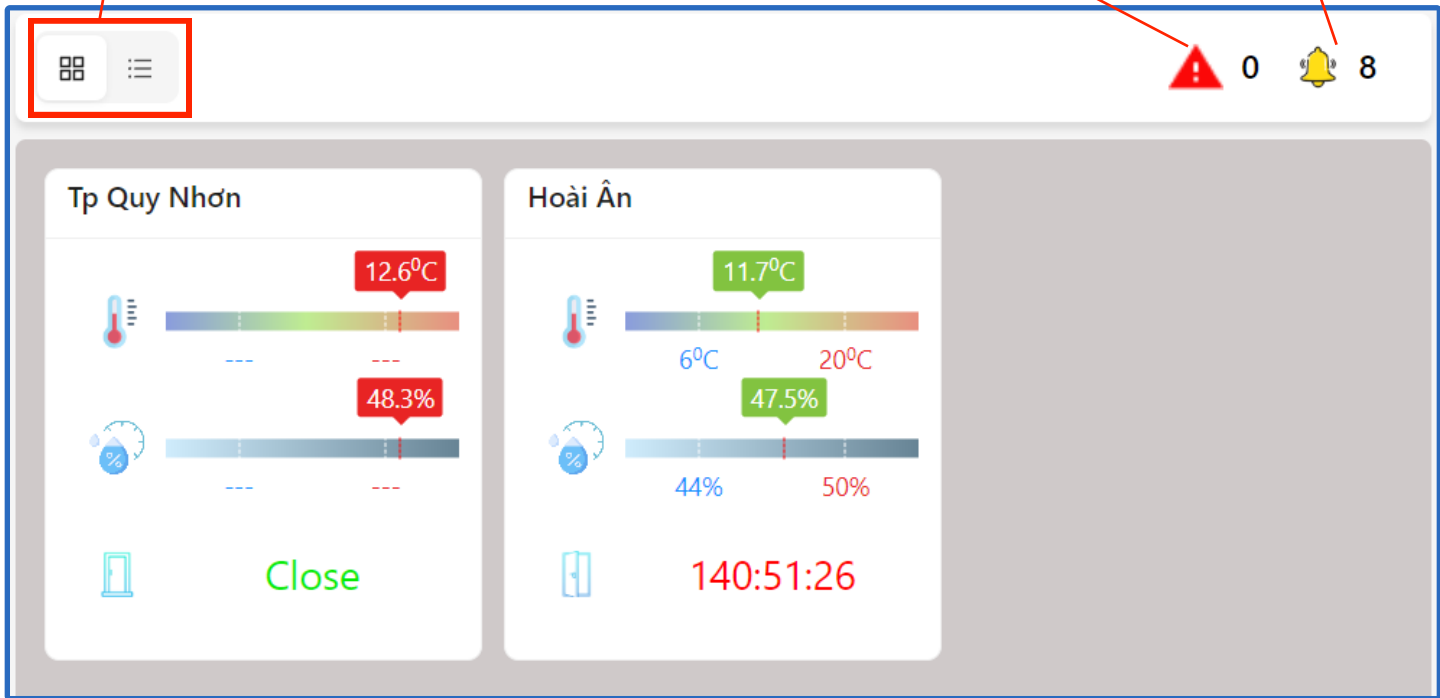 0 8
Tp Quy Nhơn
12.6⁰C
--- ---
48.3%
%
--- ---
Close
Hoài Ân
11.7⁰C
6⁰C 20⁰C
47.5%
%
44% 50%
140:51:26